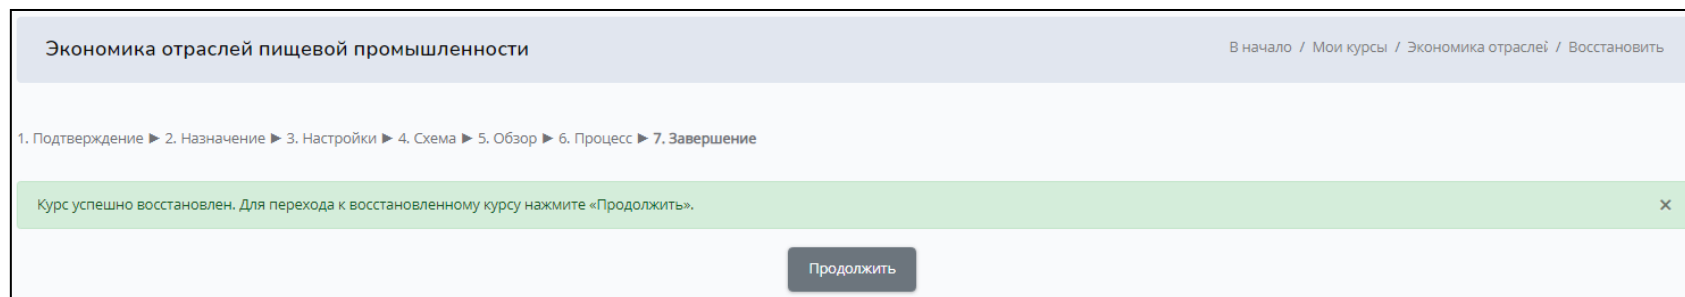 Экономика отраслей пищевой промышленности
В начало / Мои курсы / Экономика отраслей / Восстановить
1. Подтверждение ► 2. Назначение ► 3. Настройки ► 4. Схема ► 5. Обзор ► 6. Процесс ► 7. Завершение
Курс успешно восстановлен. Для перехода к восстановленному курсу нажмите «Продолжить».
×
Продолжить